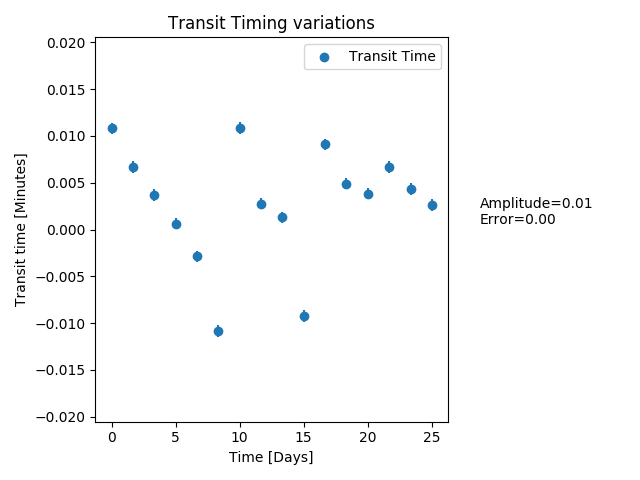 Transit Timing variations
Transit Time
0.020
0.015
0.010
0.005
0.000
−0.005
−0.010
−0.015
−0.020
Transit time [Minutes]
Amplitude=0.01
Error=0.00
0 5 10 15 20 25
Time [Days]